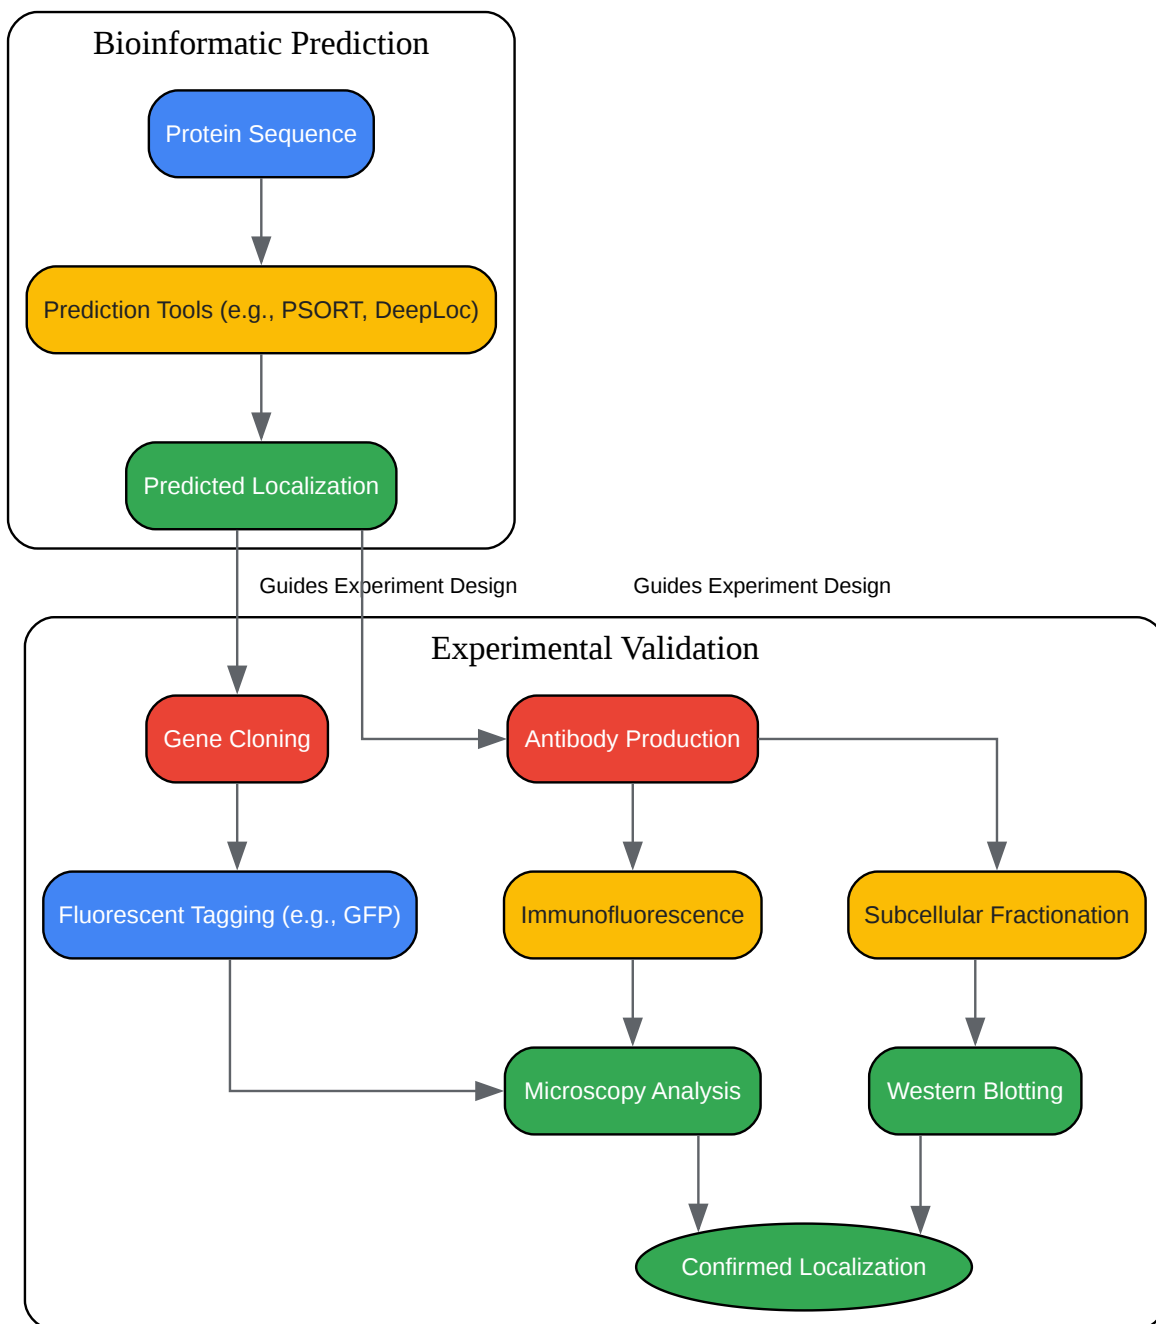 Bioinformatic Prediction
Protein Sequence
Prediction Tools (e.g., PSORT, DeepLoc)
Predicted Localization
Guides Experiment Design
Guides Experiment Design
Experimental Validation
Gene Cloning
Antibody Production
Fluorescent Tagging (e.g., GFP)
Immunofluorescence
Subcellular Fractionation
Microscopy Analysis
Western Blotting
Confirmed Localization